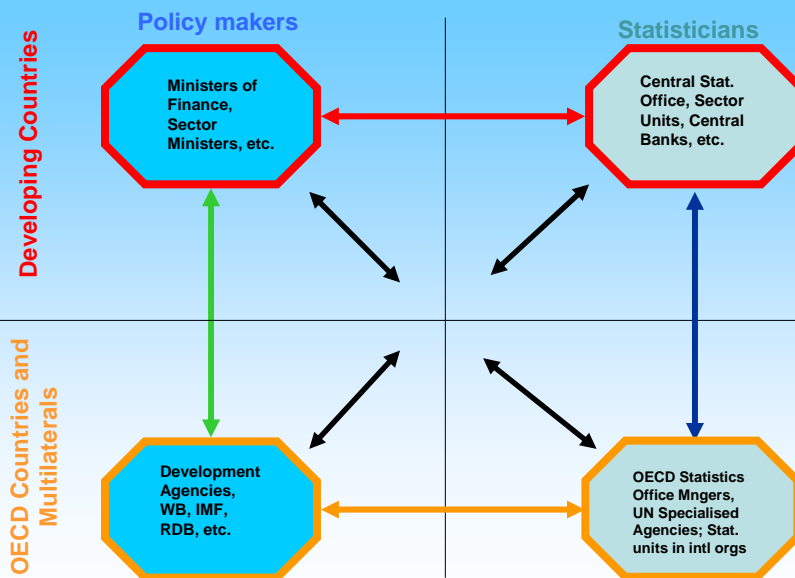 Policy makers
Statisticians
Developing Countries
Ministers of
Finance,
Sector
Ministers, etc.
Central Stat.
Office, Sector
Units, Central
Banks, etc.
OECD Countries and
Multilaterals
Development
Agencies,
WB, IMF,
RDB, etc.
OECD Statistics
Office Mngers,
UN Specialised
Agencies; Stat.
units in intl orgs